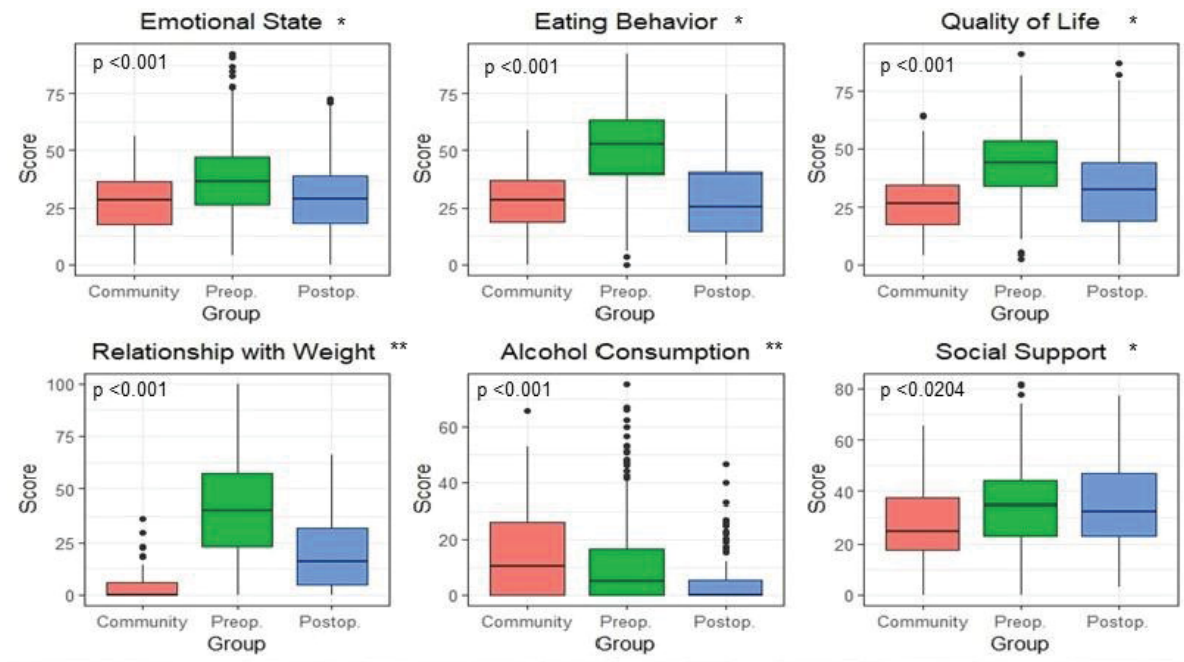 Emotional State *
p <0.001
75
50
25
0
Score
Community Preop. Postop.
Group
Eating Behavior *
p <0.001
75
50
25
0
Score
Community Preop. Postop.
Group
Quality of Life *
p <0.001
75
50
25
0
Score
Community Preop. Postop.
Group
Relationship with Weight **
p <0.001
100
75
50
25
0
Score
Community Preop. Postop.
Group
Alcohol Consumption **
p <0.001
60
40
20
0
Score
Community Preop. Postop.
Group
Social Support *
p <0.0204
80
60
40
20
0
Score
Community Preop. Postop.
Group